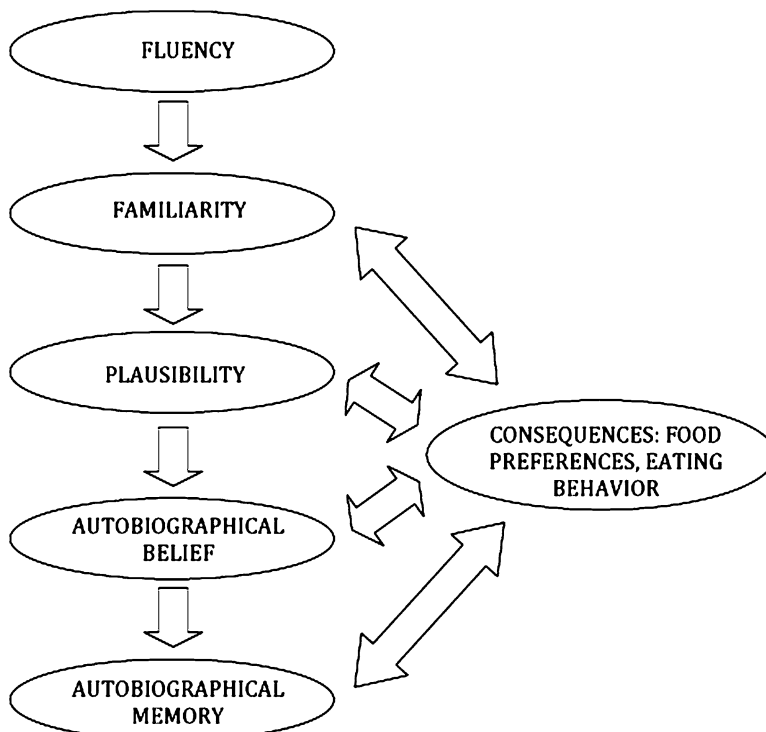 FLUENCY
FAMILIARITY
PLAUSIBILITY
CONSEQUENCES: FOOD
PREFERENCES, EATING
BEHAVIOR
AUTOBIOGRAPHICAL
BELIEF
AUTOBIOGRAPHICAL
MEMORY